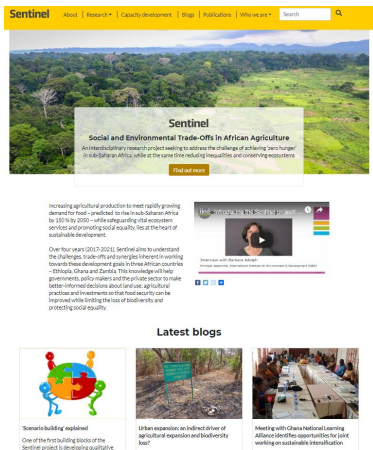 Sentinel
About | Research | Capacity development | Blogs | Publications | Who we are | Search
Sentinel
Social and Environmental Trade-Offs in African Agriculture
An interdisciplinary research project seeking to address the challenge of achieving 'zero hunger'
in sub-Saharan Africa, while at the same time reducing inequalities and conserving ecosystems
Find out more
Increasing agricultural production to meet rapidly growing
demand for food – predicted to rise in sub-Saharan Africa
by 150% by 2050 – while safeguarding vital ecosystem
services and promoting social equality, lies at the heart of
sustainable development.
Over four years (2017-2021), Sentinel aims to understand
the challenges, trade-offs and synergies inherent in working
towards these development goals in three African countries
– Ethiopia, Ghana and Zambia. This knowledge will help
governments, policy makers and the private sector to make
better-informed decisions about land use, agricultural
practices and investments so that food security can be
improved while limiting the loss of biodiversity and
protecting social equality.
Interview with Barbara Adolph
Latest blogs
'Scenario building' explained
One of the first building blocks of the
Sentinel project is developing qualitative
Urban expansion: an indirect driver of
agricultural expansion and biodiversity
loss?
Meeting with Ghana National Learning
Alliance identifies opportunities for joint
working on sustainable intensification